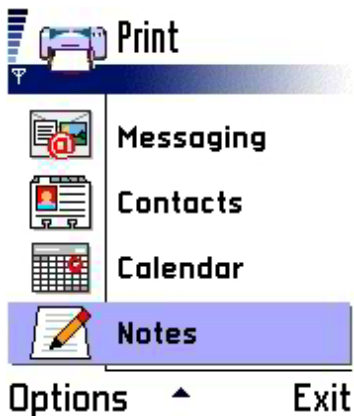 Print
Messaging
Contacts
Calendar
Notes
Options Exit